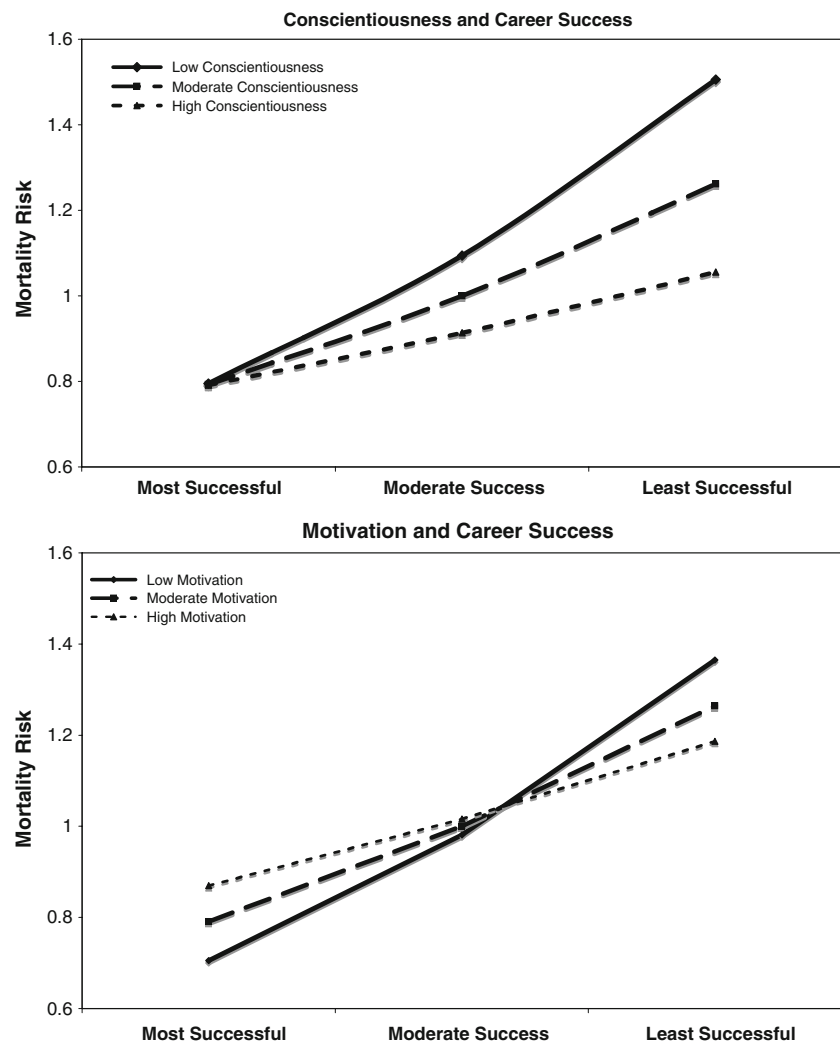 Conscientiousness and Career Success
1.6
Low Conscientiousness
Moderate Conscientiousness
High Conscientiousness
1.4
1.2
1
0.8
0.6
Mortality Risk
Most Successful Moderate Success Least Successful
Motivation and Career Success
1.6
Low Motivation
Moderate Motivation
High Motivation
1.4
1.2
1
0.8
0.6
Mortality Risk
Most Successful Moderate Success Least Successful